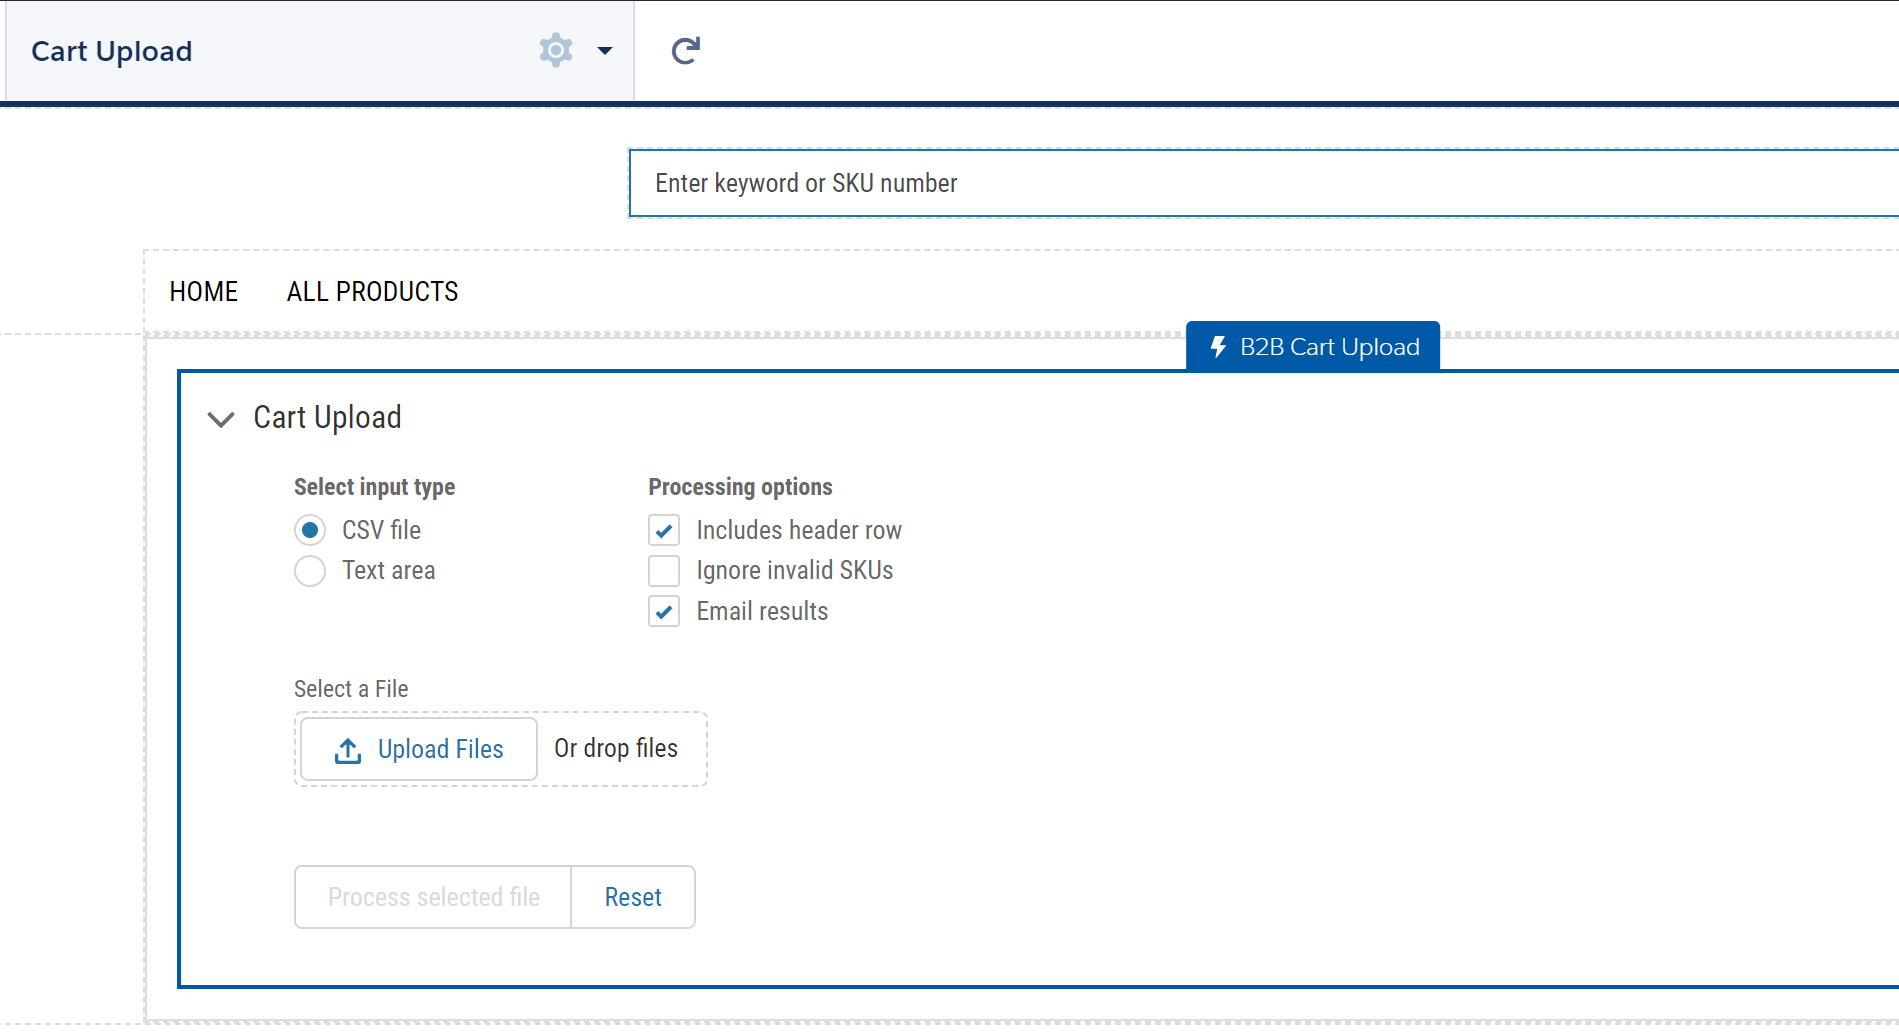 Cart Upload
Enter keyword or SKU number
HOME ALL PRODUCTS
B2B Cart Upload
Cart Upload
Select input type
CSV file
Text area
Processing options
Includes header row
Ignore invalid SKUs
Email results
Select a File
Upload Files Or drop files
Process selected file Reset